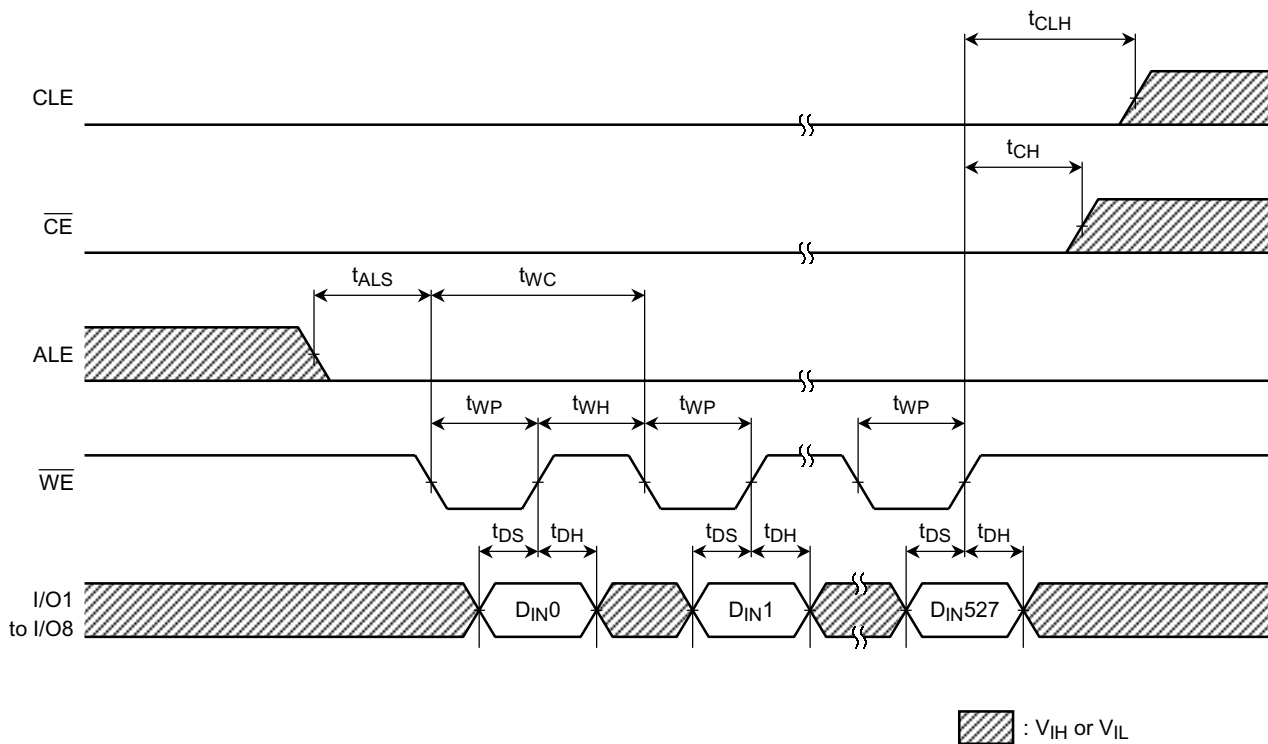 tCLH
CLE
tCH
CE
tALS
tWC
ALE
tWP
tWH
tWP
tWP
WE
tDS
tDH
tDS
tDH
tDS
tDH
I/O1
to I/O8
DIN0
DIN1
DIN527
: VIH or VIL